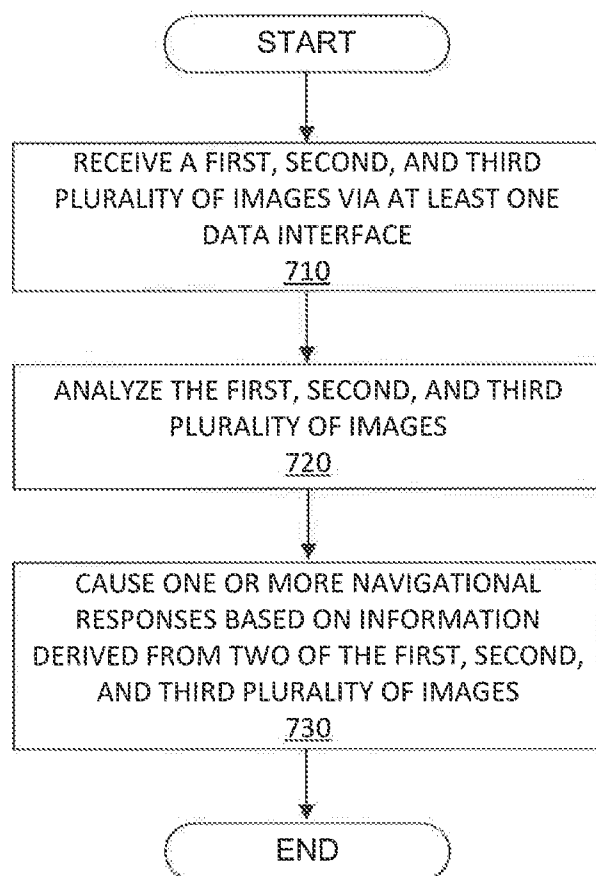 START
RECEIVE A FIRST, SECOND, AND THIRD
PLURALITY OF IMAGES VIA AT LEAST ONE
DATA INTERFACE
710
ANALYZE THE FIRST, SECOND, AND THIRD
PLURALITY OF IMAGES
720
CAUSE ONE OR MORE NAVIGATIONAL
RESPONSES BASED ON INFORMATION
DERIVED FROM TWO OF THE FIRST, SECOND,
AND THIRD PLURALITY OF IMAGES
730
END